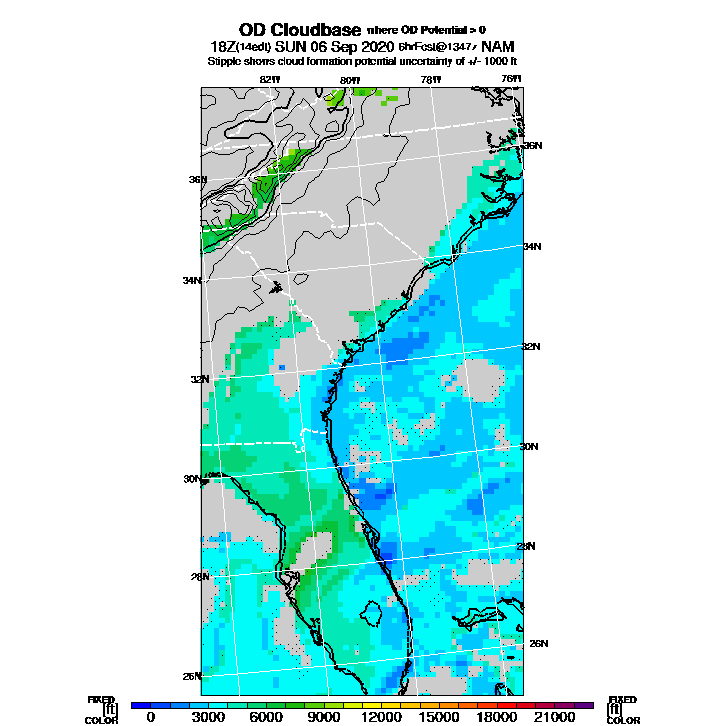 OD Cloudbase where OD Potential > 0
18Z(14edt) SUN 06 Sep 2020 6hrFcst@1347z NAM
Stipple shows cloud formation potential uncertainty of +/- 1000 ft
82W 80W 78W 76W
36N
36N
34N
34N
32N
32N
30N
30N
28N
28N
26N
26N
FIXED FIXED
[ft] [ft]
COLOR COLOR
0 3000 6000 9000 12000 15000 18000 21000